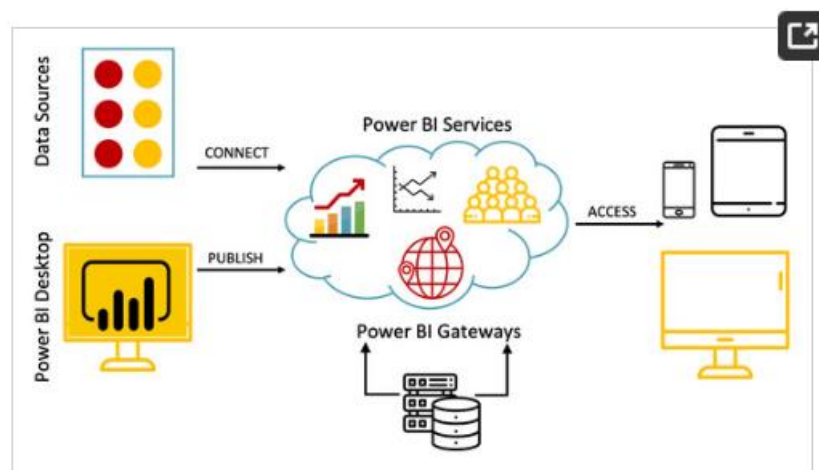 Data Sources
CONNECT
Power BI Services
ACCESS
Power BI Desktop
PUBLISH
Power BI Gateways